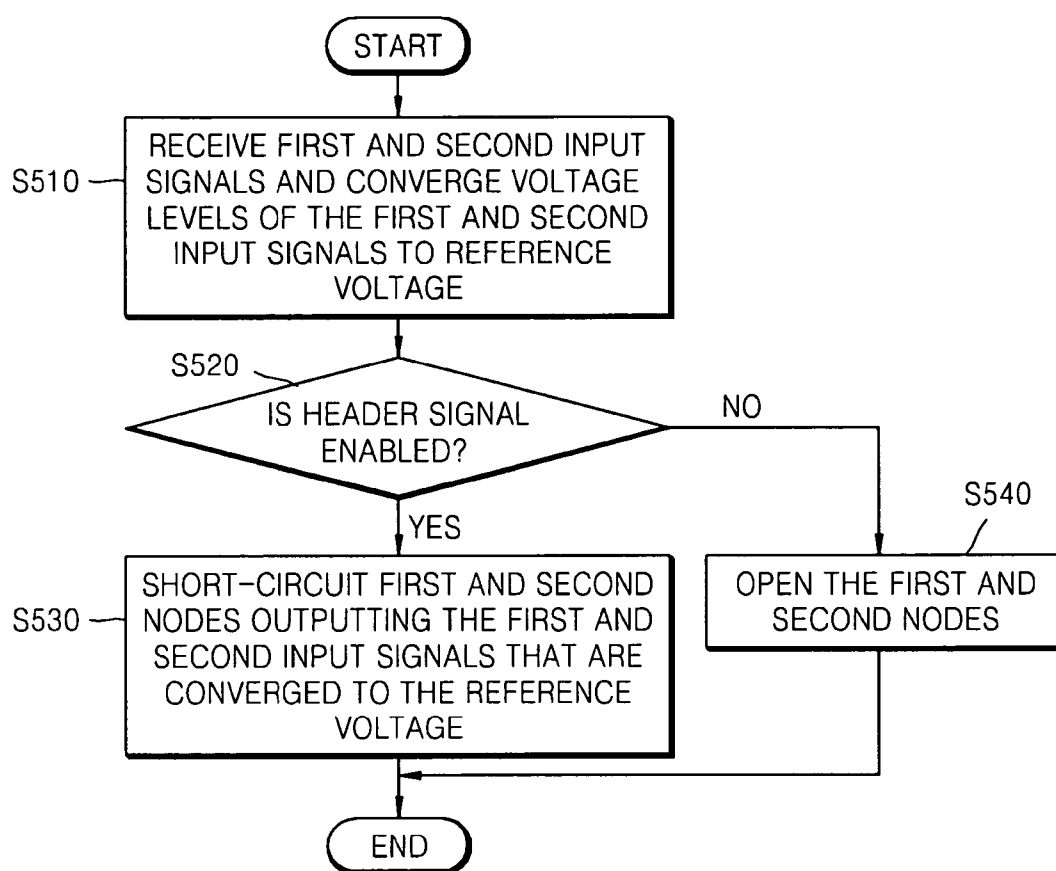 START
S510
RECEIVE FIRST AND SECOND INPUT
SIGNALS AND CONVERGE VOLTAGE
LEVELS OF THE FIRST AND SECOND
INPUT SIGNALS TO REFERENCE
VOLTAGE
S520
IS HEADER SIGNAL
ENABLED?
NO
YES
S530
SHORT-CIRCUIT FIRST AND SECOND
NODES OUTPUTTING THE FIRST AND
SECOND INPUT SIGNALS THAT ARE
CONVERGED TO THE REFERENCE
VOLTAGE
S540
OPEN THE FIRST AND
SECOND NODES
END